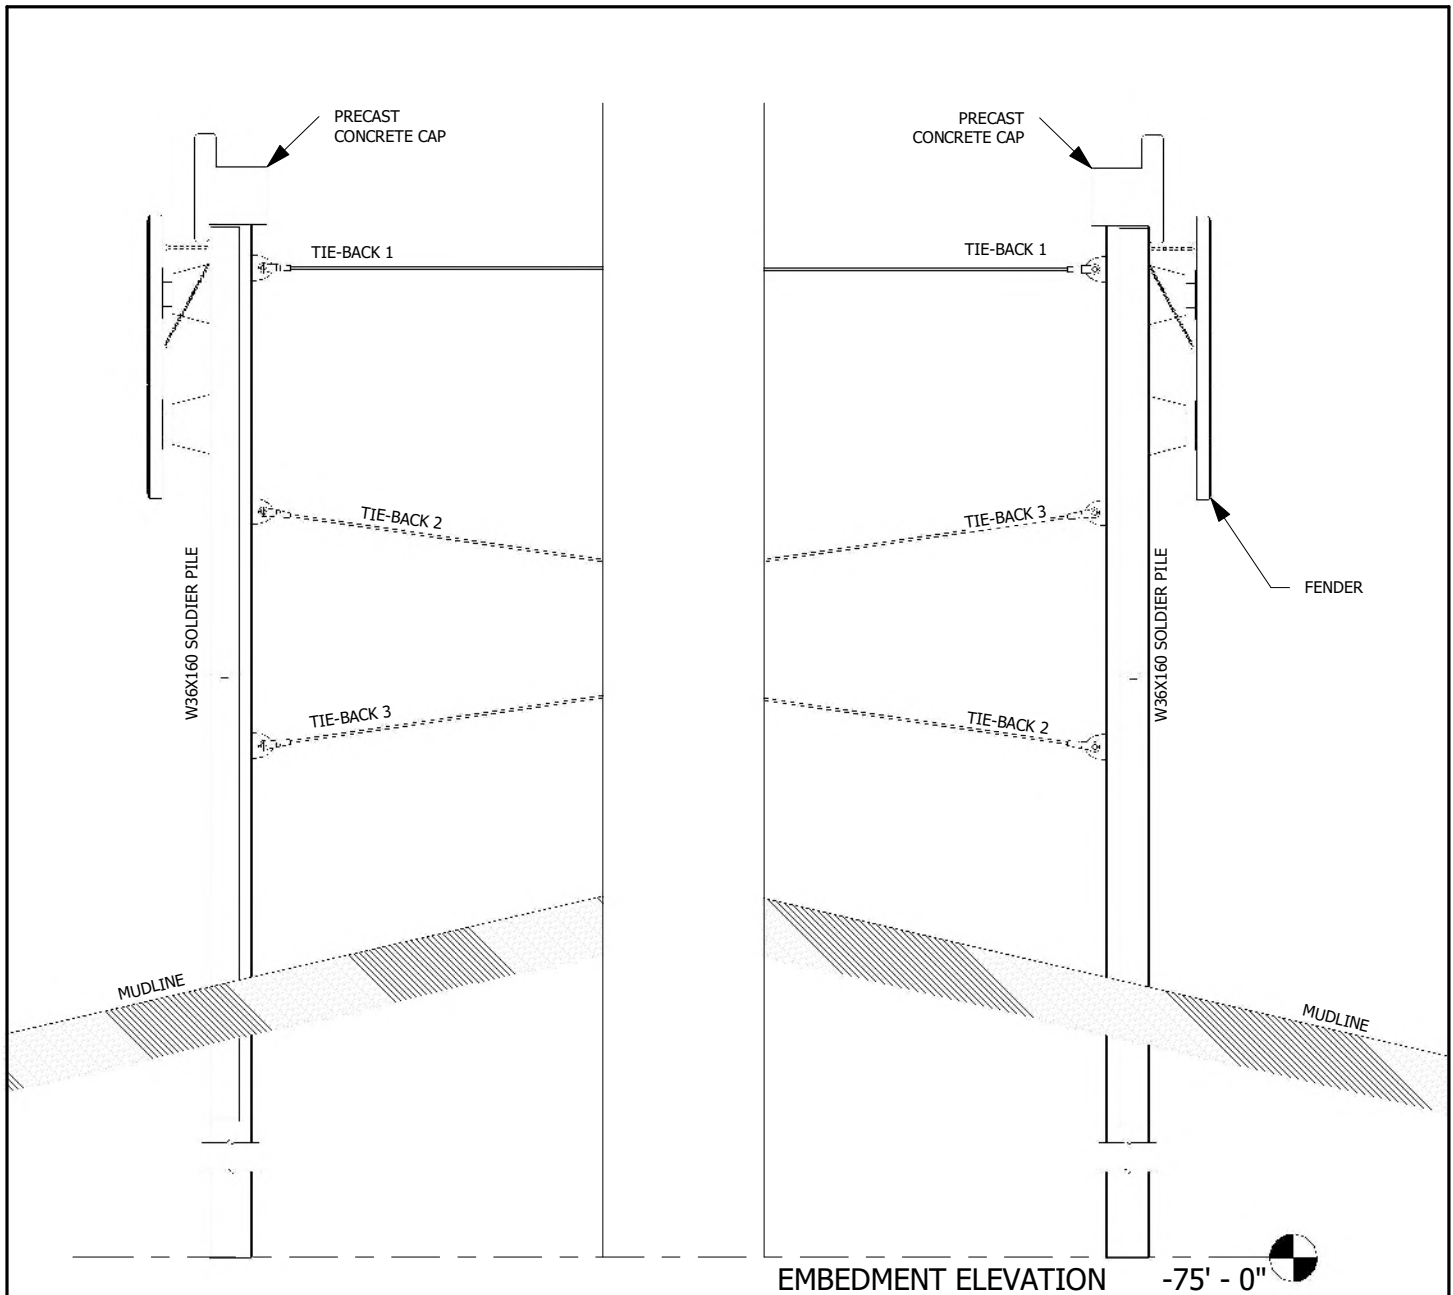 PRECAST
CONCRETE CAP
PRECAST
CONCRETE CAP
TIE-BACK 1
TIE-BACK 1
TIE-BACK 2
TIE-BACK 3
W36X160 SOLDIER PILE
W36X160 SOLDIER PILE
FENDER
TIE-BACK 3
TIE-BACK 2
MUDLINE
MUDLINE
EMBEDMENT ELEVATION -75' - 0"